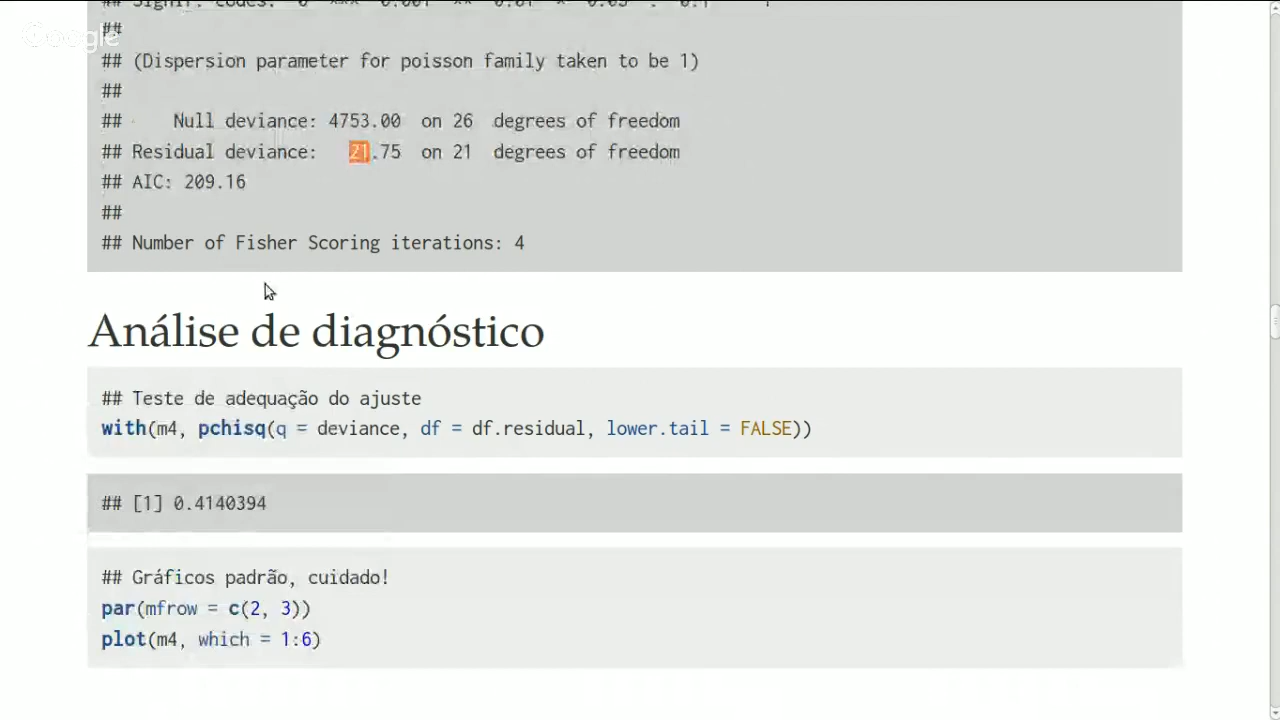 ##
Google
## (Dispersion parameter for poisson family taken to be 1)
##
##     Null deviance: 4753.00  on 26  degrees of freedom
## Residual deviance:   21.75  on 21  degrees of freedom
## AIC: 209.16
##
## Number of Fisher Scoring iterations: 4
Análise de diagnóstico
## Teste de adequação do ajuste
with(m4, pchisq(q = deviance, df = df.residual, lower.tail = FALSE))
## [1] 0.4140394
## Gráficos padrão, cuidado!
par(mfrow = c(2, 3))
plot(m4, which = 1:6)